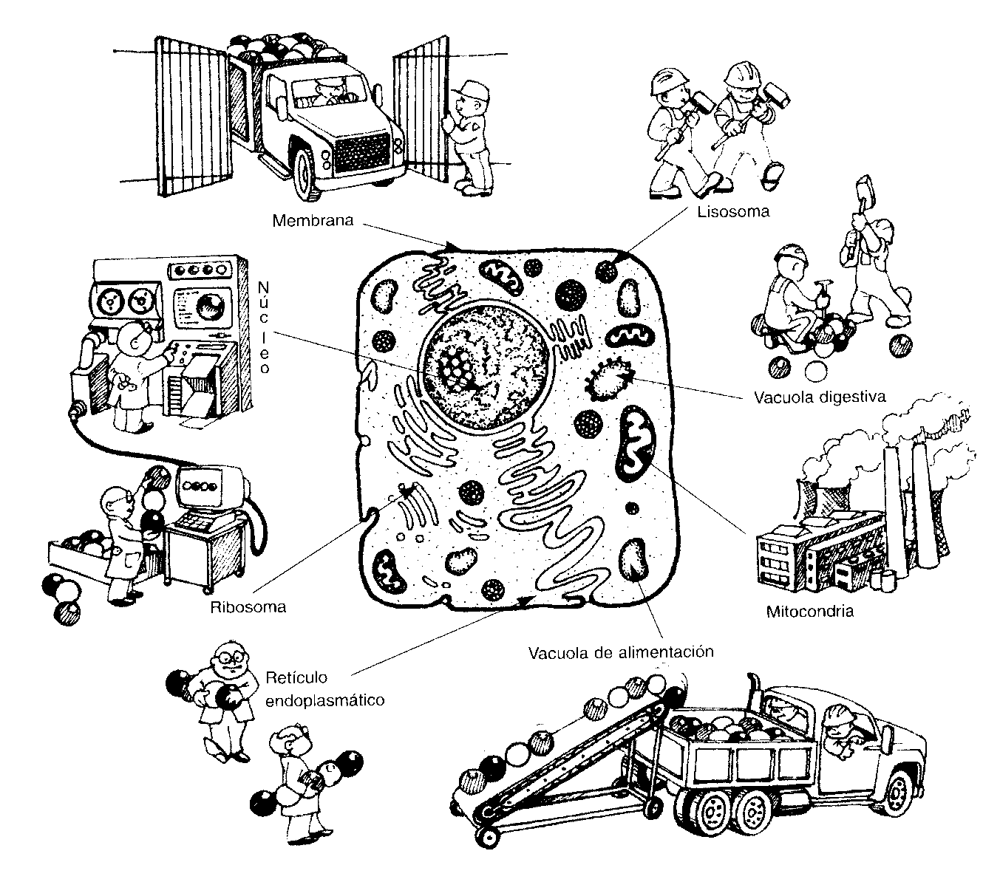 Membrana
Lisosoma
Núcleo
Vacuola digestiva
Ribosoma
Mitocondria
Vacuola de alimentación
Retículo
endoplasmático